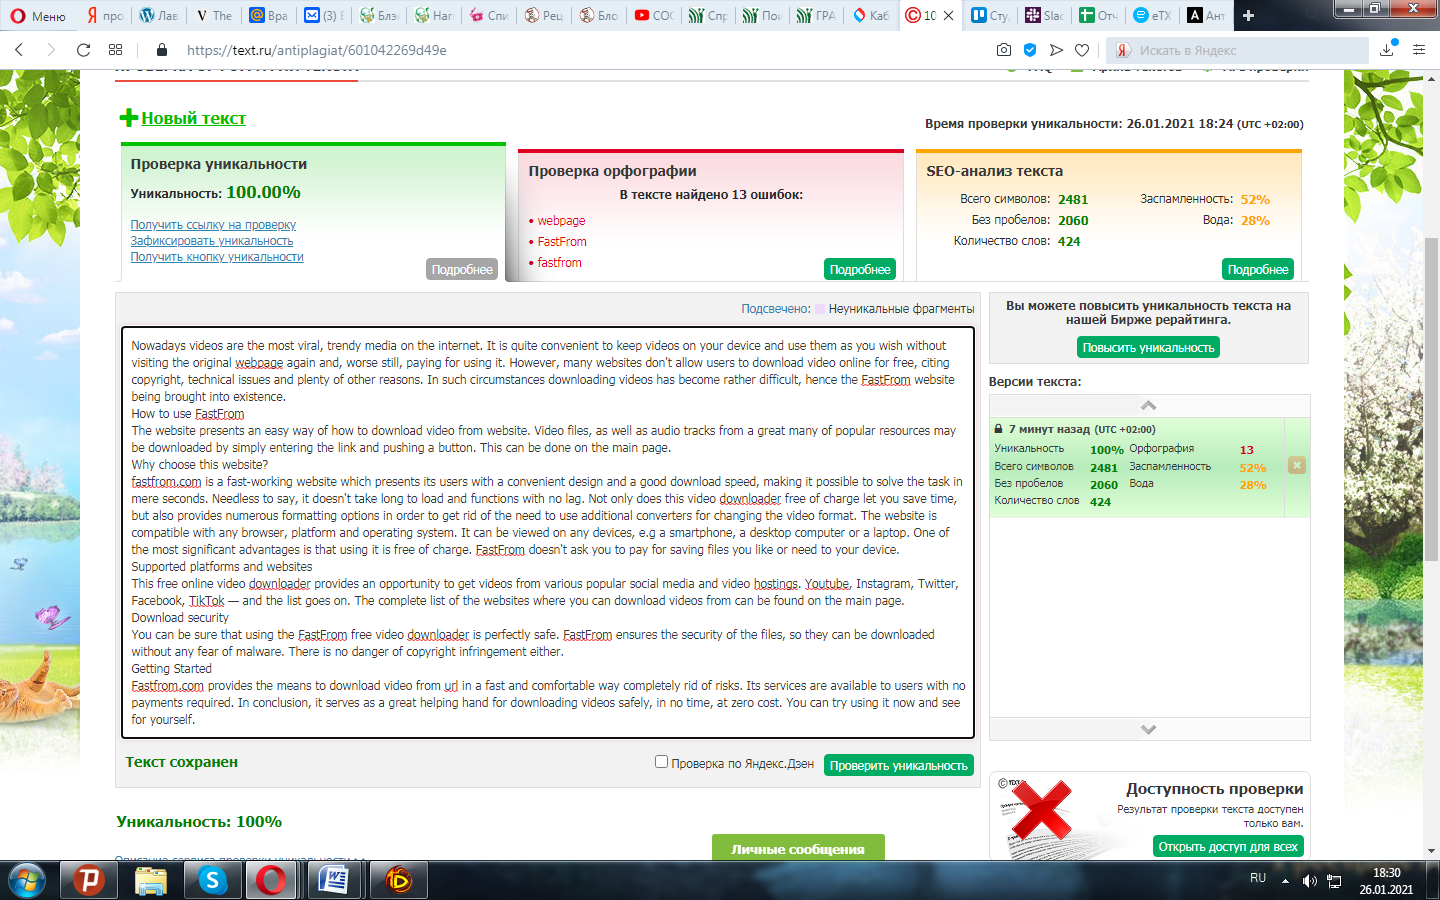 Меню
про
Лав
The
Вра
(3) В
Блэ
Наг
Спи
Рец
Бло
СОС
Спр
Пои
ГРА
Каб
10
Сту
Slac
Отч
eTX
Ант
https://text.ru/antiplagiat/601042269d49e
Искать в Яндекс
Новый текст
Время проверки уникальности: 26.01.2021 18:24 (UTC +02:00)
Проверка уникальности
Уникальность: 100.00%
Получить ссылку на проверку
Зафиксировать уникальность
Получить кнопку уникальности
Подробнее
Проверка орфографии
В тексте найдено 13 ошибок:
• webpage
• FastFrom
• fastfrom
Подробнее
SEO-анализ текста
Всего символов: 2481 Заспамленность: 52%
Без пробелов: 2060 Вода: 28%
Количество слов: 424
Подробнее
Подсвечено: Неуникальные фрагменты
Nowadays videos are the most viral, trendy media on the internet. It is quite convenient to keep videos on your device and use them as you wish without
visiting the original webpage again and, worse still, paying for using it. However, many websites don't allow users to download video online for free, citing
copyright, technical issues and plenty of other reasons. In such circumstances downloading videos has become rather difficult, hence the FastFrom website
being brought into existence.
How to use FastFrom
The website presents an easy way of how to download video from website. Video files, as well as audio tracks from a great many of popular resources may
be downloaded by simply entering the link and pushing a button. This can be done on the main page.
Why choose this website?
fastfrom.com is a fast-working website which presents its users with a convenient design and a good download speed, making it possible to solve the task in
mere seconds. Needless to say, it doesn't take long to load and functions with no lag. Not only does this video downloader free of charge let you save time,
but also provides numerous formatting options in order to get rid of the need to use additional converters for changing the video format. The website is
compatible with any browser, platform and operating system. It can be viewed on any devices, e.g a smartphone, a desktop computer or a laptop. One of
the most significant advantages is that using it is free of charge. FastFrom doesn't ask you to pay for saving files you like or need to your device.
Supported platforms and websites
This free online video downloader provides an opportunity to get videos from various popular social media and video hostings. Youtube, Instagram, Twitter,
Facebook, TikTok — and the list goes on. The complete list of the websites where you can download videos from can be found on the main page.
Download security
You can be sure that using the FastFrom free video downloader is perfectly safe. FastFrom ensures the security of the files, so they can be downloaded
without any fear of malware. There is no danger of copyright infringement either.
Getting Started
Fastfrom.com provides the means to download video from url in a fast and comfortable way completely rid of risks. Its services are available to users with no
payments required. In conclusion, it serves as a great helping hand for downloading videos safely, in no time, at zero cost. You can try using it now and see
for yourself.
Текст сохранен
Проверка по Яндекс.Дзен
Проверить уникальность
Вы можете повысить уникальность текста на
нашей Бирже рерайтинга.
Повысить уникальность
Версии текста:
7 минут назад (UTC +02:00)
Уникальность 100% Орфография 13
Всего символов 2481 Заспамленность 52%
Без пробелов 2060 Вода 28%
Количество слов 424
Доступность проверки
Результат проверки текста доступен
только вам.
Открыть доступ для всех
Уникальность: 100%
Личные сообщения
RU
18:30
26.01.2021